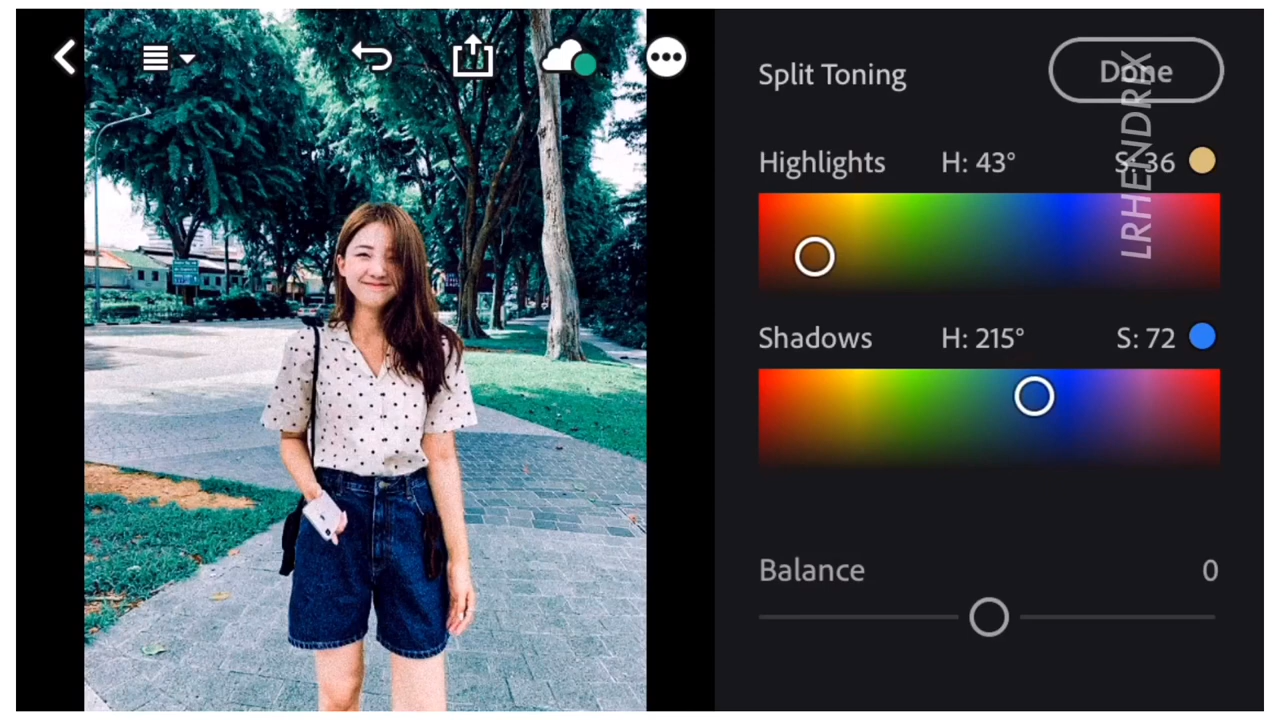 Split Toning
Done
Highlights H: 43° S: 36
Shadows H: 215° S: 72
Balance 0
LRHENDRIX